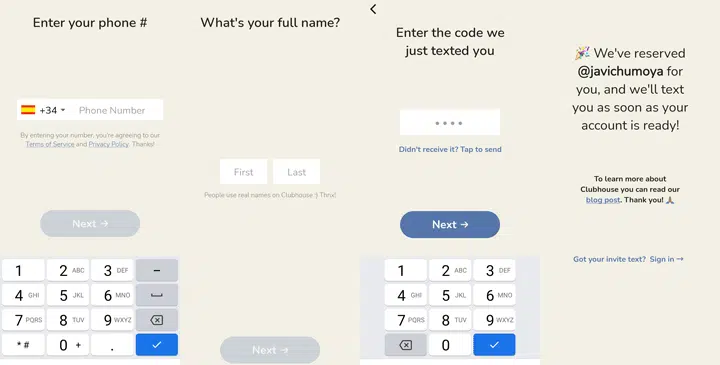 Enter your phone #
+34
Phone Number
By entering your number, you're agreeing to our
Terms of Service and Privacy Policy. Thanks!
Next →
1 2 ABC 3 DEF –
4 GHI 5 JKL 6 MNO
7 PQRS 8 TUV 9 WXYZ
* # 0 + .
What's your full name?
First Last
People use real names on Clubhouse :) Thnx!
Next →
Enter the code we
just texted you
Didn't receive it? Tap to send
Next →
1 2 ABC 3 DEF
4 GHI 5 JKL 6 MNO
7 PQRS 8 TUV 9 WXYZ
0
🎉 We've reserved
@javichumoya for
you, and we'll text
you as soon as your
account is ready!
To learn more about
Clubhouse you can read our
blog post. Thank you! 🙏🏽
Got your invite text? Sign in →